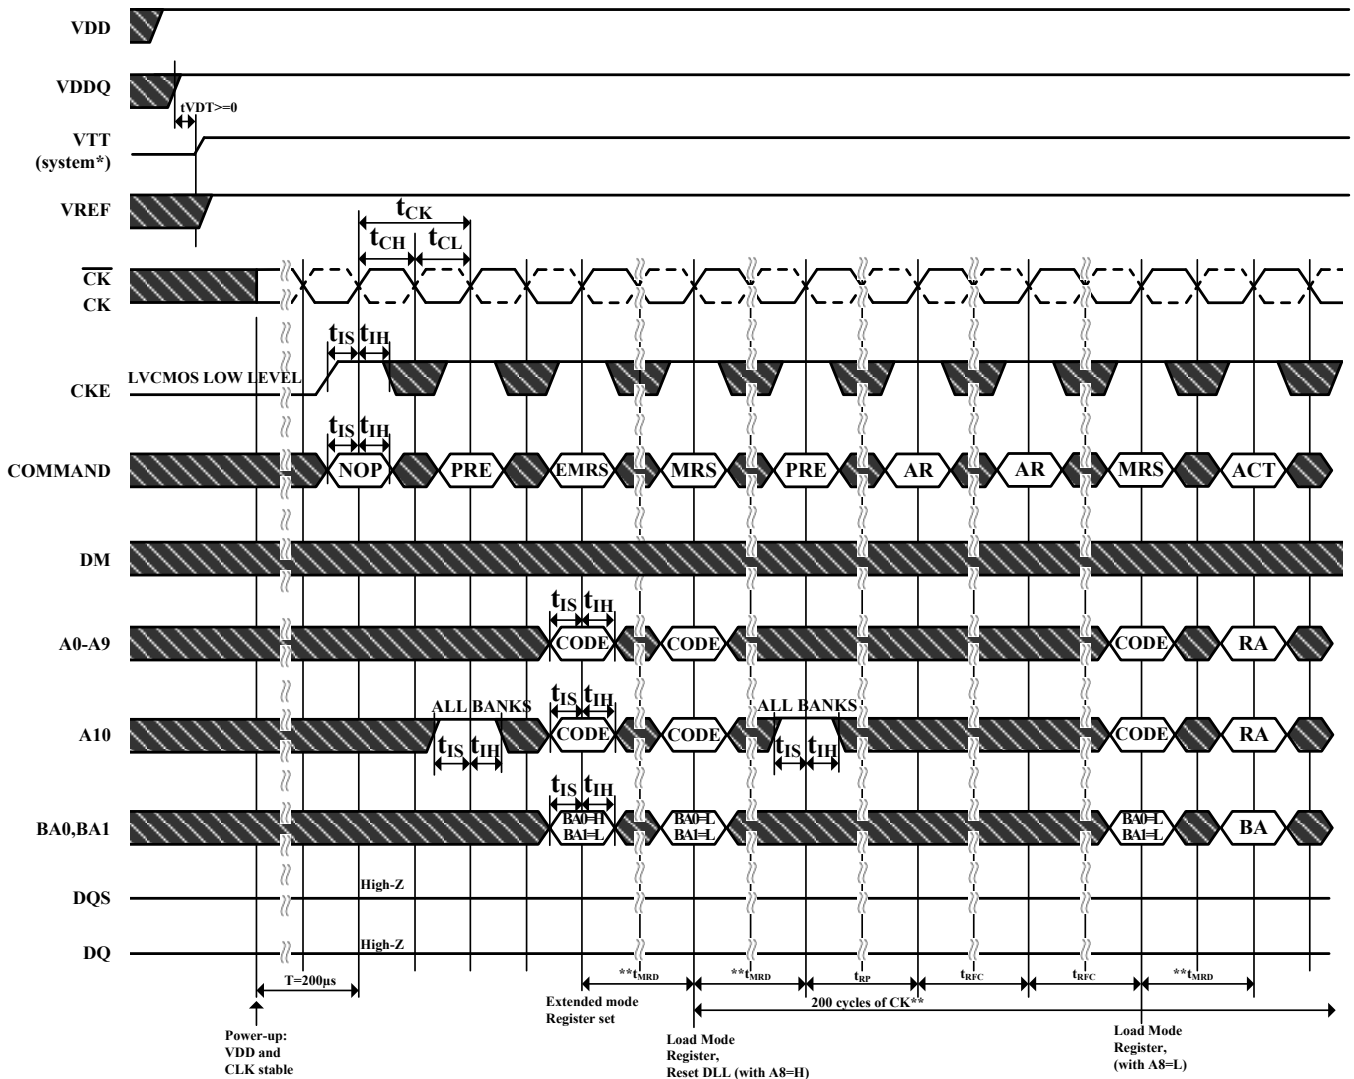 VDD
VDDQ
tVDT>=0
VTT
(system*)
VREF
tCK
tCH tCL
CK
CK
tIS tIH
LVCMOS LOW LEVEL
CKE
tIS tIH
COMMAND NOP PRE EMRS MRS PRE AR AR MRS ACT
DM
tIS tIH
A0-A9 CODE CODE CODE RA
ALL BANKS tIS tIH ALL BANKS
A10 CODE CODE CODE RA
tIS tIH tIS tIH
tIS tIH
BA0,BA1 BA0=H BA0=L BA0=L BA
BA1=L BA1=L BA1=L
High-Z
DQS
High-Z
DQ
T=200µs **tMRD **tMRD tRP tRFC tRFC **tMRD
Extended mode
Register set
200 cycles of CK**
Power-up:
VDD and
CLK stable
Load Mode
Register,
Reset DLL (with A8=H)
Load Mode
Register,
(with A8=L)